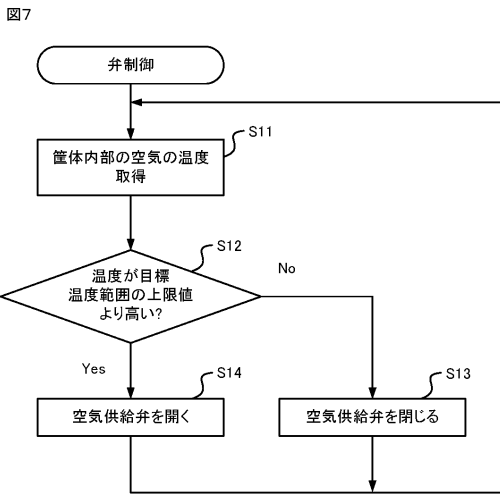 図7
弁制御
S11
筐体内部の空気の温度
取得
S12
温度が目標
温度範囲の上限値
より高い?
No
Yes
S14
空気供給弁を開く
S13
空気供給弁を閉じる